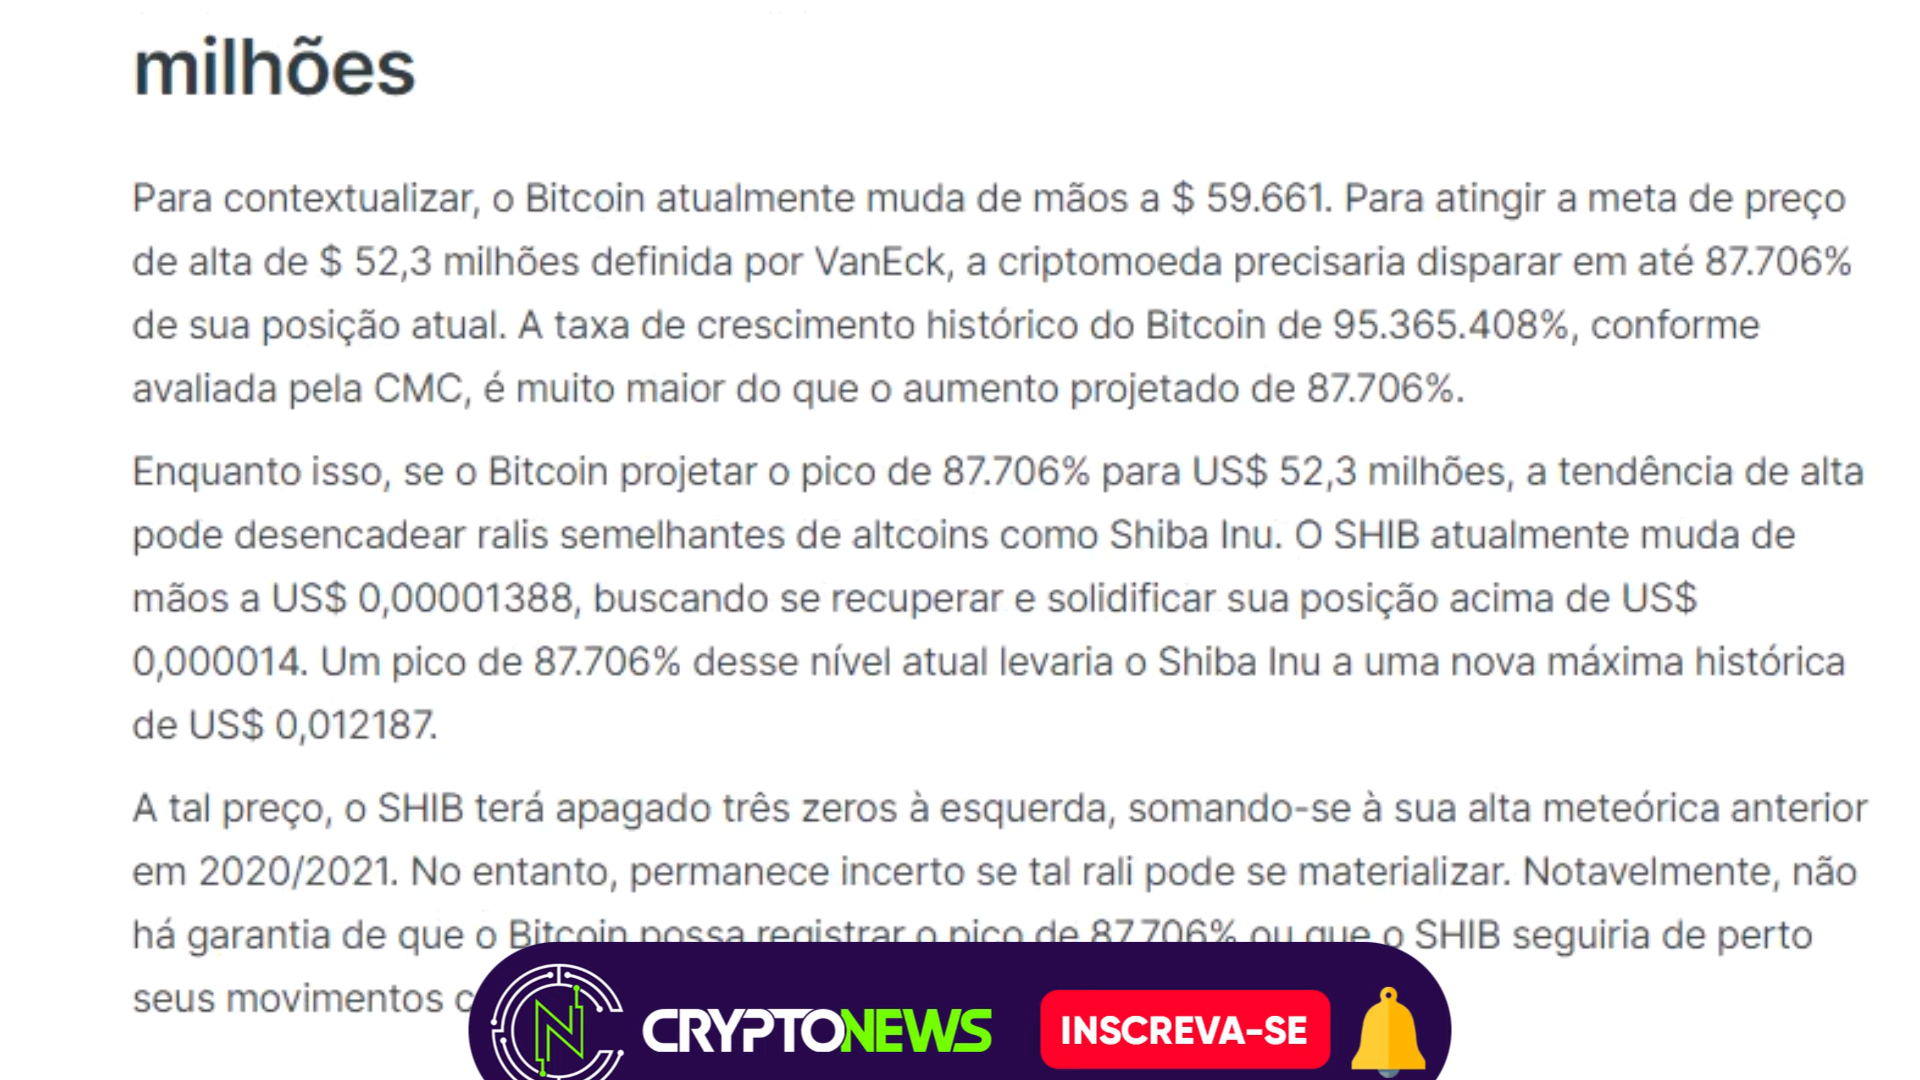 milhões
Para contextualizar, o Bitcoin atualmente muda de mãos a $ 59.661. Para atingir a meta de preço
de alta de $ 52,3 milhões definida por VanEck, a criptomoeda precisaria disparar em até 87.706%
de sua posição atual. A taxa de crescimento histórico do Bitcoin de 95.365.408%, conforme
avaliada pela CMC, é muito maior do que o aumento projetado de 87.706%.
Enquanto isso, se o Bitcoin projetar o pico de 87.706% para US$ 52,3 milhões, a tendência de alta
pode desencadear ralis semelhantes de altcoins como Shiba Inu. O SHIB atualmente muda de
mãos a US$ 0,00001388, buscando se recuperar e solidificar sua posição acima de US$
0,000014. Um pico de 87.706% desse nível atual levaria o Shiba Inu a uma nova máxima histórica
de US$ 0,012187.
A tal preço, o SHIB terá apagado três zeros à esquerda, somando-se à sua alta meteórica anterior
em 2020/2021. No entanto, permanece incerto se tal rali pode se materializar. Notavelmente, não
há garantia de que o Bitcoin possa registrar o pico de 87.706% ou que o SHIB seguiria de perto
seus movimentos
CRYPTONEWS
INSCREVA-SE